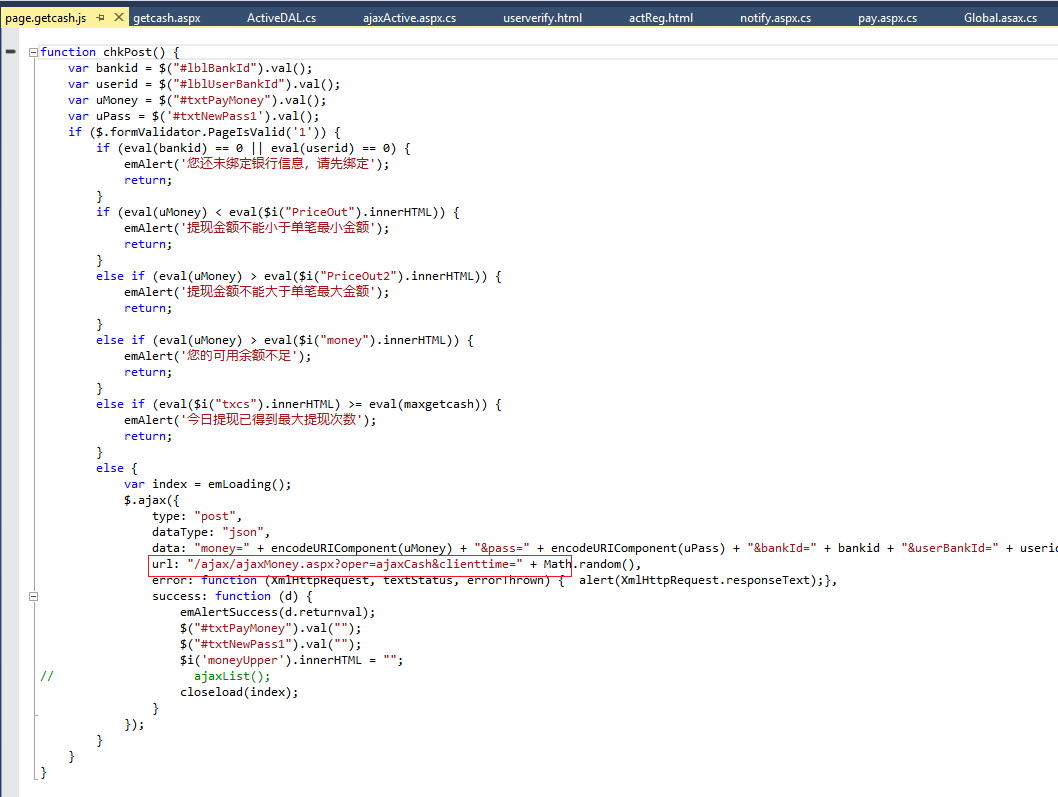 page.getcash.js getcash.aspx ActiveDAL.cs ajaxActive.aspx.cs userverify.html actReg.html notify.aspx.cs pay.aspx.cs Global.asax.cs
function chkPost() {
var bankid = $("#lblBankId").val();
var userid = $("#lblUserBankId").val();
var uMoney = $("#txtPayMoney").val();
var uPass = $('#txtNewPass1').val();
if ($.formValidator.PageIsValid('1')) {
if (eval(bankid) == 0 || eval(userid) == 0) {
emAlert('您还未绑定银行信息，请先绑定');
return;
}
if (eval(uMoney) < eval($i("PriceOut").innerHTML)) {
emAlert('提现金额不能小于单笔最小金额');
return;
}
else if (eval(uMoney) > eval($i("PriceOut2").innerHTML)) {
emAlert('提现金额不能大于单笔最大金额');
return;
}
else if (eval(uMoney) > eval($i("money").innerHTML)) {
emAlert('您的可用余额不足');
return;
}
else if (eval($i("txcs").innerHTML) >= eval(maxgetcash)) {
emAlert('今日提现已得到最大提现次数');
return;
}
else {
var index = emLoading();
$.ajax({
type: "post",
dataType: "json",
data: "money=" + encodeURIComponent(uMoney) + "&pass=" + encodeURIComponent(uPass) + "&bankId=" + bankid + "&userBankId=" + userid
url: "/ajax/ajaxMoney.aspx?oper=ajaxCash&clienttime=" + Math.random(),
error: function (XmlHttpRequest, textStatus, errorThrown) { alert(XmlHttpRequest.responseText);},
success: function (d) {
emAlertSuccess(d.returnval);
$("#txtPayMoney").val("");
$("#txtNewPass1").val("");
$i('moneyUpper').innerHTML = "";
// ajaxList();
closeload(index);
}
});
}
}
}